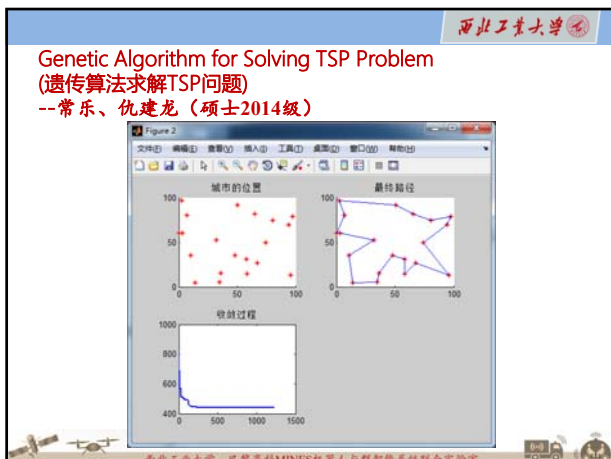 西北工业大学
Genetic Algorithm for Solving TSP Problem
(遗传算法求解TSP问题)
--常乐、仇建龙（硕士2014级）
Figure 2
文件(F) 编辑(E) 查看(V) 插入(I) 工具(T) 桌面(D) 窗口(W) 帮助(H)
城市的位置 最终路径
100 100
50 50
0 0
0 50 100 0 50 100
收敛过程
1000
800
600
400
0 500 1000 1500